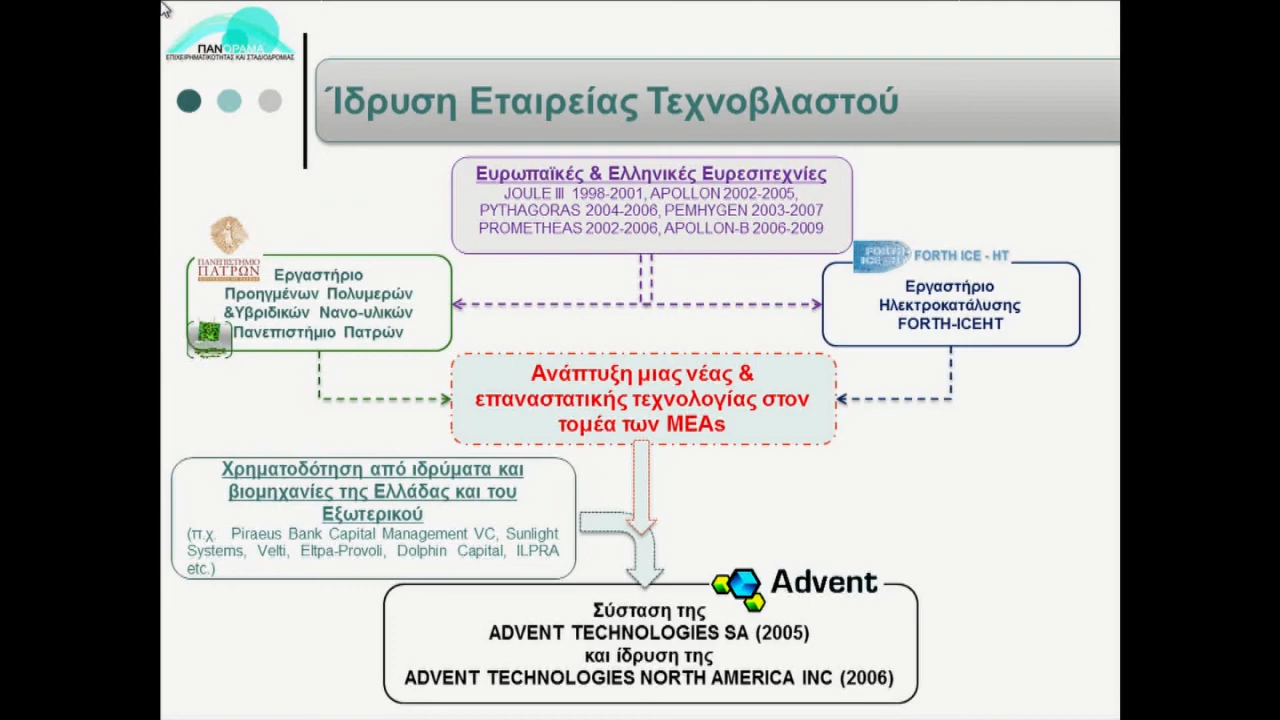 ΠΑΝΟΡΑΜΑ
ΕΠΙΧΕΙΡΗΜΑΤΙΚΟΤΗΤΑΣ ΚΑΙ ΣΤΑΔΙΟΔΡΟΜΙΑΣ
Ίδρυση Εταιρείας Τεχνοβλαστού
Ευρωπαϊκές & Ελληνικές Ευρεσιτεχνίες
JOULE III 1998-2001, APOLLON 2002-2005,
PYTHAGORAS 2004-2006, PEMHYGEN 2003-2007
PROMETHEAS 2002-2006, APOLLON-B 2006-2009
ΠΑΝΕΠΙΣΤΗΜΙΟ
ΠΑΤΡΩΝ
Εργαστήριο
Προηγμένων Πολυμερών
&Υβριδικών Νανο-υλικών
Πανεπιστήμιο Πατρών
FORTH
ICEHT
FORTH ICE - HT
Εργαστήριο
Ηλεκτροκατάλυσης
FORTH-ICEHT
Ανάπτυξη μιας νέας &
επαναστατικής τεχνολογίας στον
τομέα των MEAs
Χρηματοδότηση από ιδρύματα και
βιομηχανίες της Ελλάδας και του
Εξωτερικού
(π.χ. Piraeus Bank Capital Management VC, Sunlight
Systems, Velti, Eltpa-Provoli, Dolphin Capital, ILPRA
etc.)
Advent
Σύσταση της
ADVENT TECHNOLOGIES SA (2005)
και ίδρυση της
ADVENT TECHNOLOGIES NORTH AMERICA INC (2006)